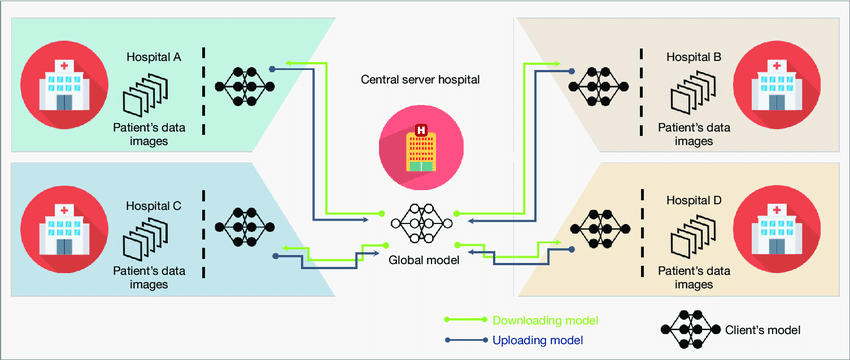 Hospital A
Patient's data
images
Central server hospital
H
Hospital B
Patient's data
images
Hospital C
Patient's data
images
Global model
Hospital D
Patient's data
images
Downloading model
Uploading model
Client's model